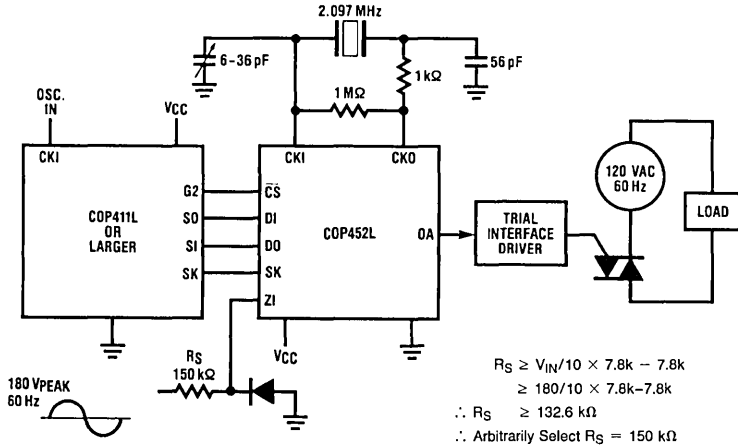 2.097 MHz
6–36 pF
56 pF
1 kΩ
1 MΩ
OSC.
IN
VCC
CKI
CKI
CKO
120 VAC
60 Hz
LOAD
COP411L
OR
LARGER
G2
SO
SI
SK
CS
DI
DO
SK
ZI
COP452L
OA
TRIAL
INTERFACE
DRIVER
VCC
RS
150 kΩ
180 VPEAK
60 Hz
RS ≥ VIN/10 × 7.8k − 7.8k
≥ 180/10 × 7.8k–7.8k
∴ RS ≥ 132.6 kΩ
∴ Arbitrarily Select RS = 150 kΩ